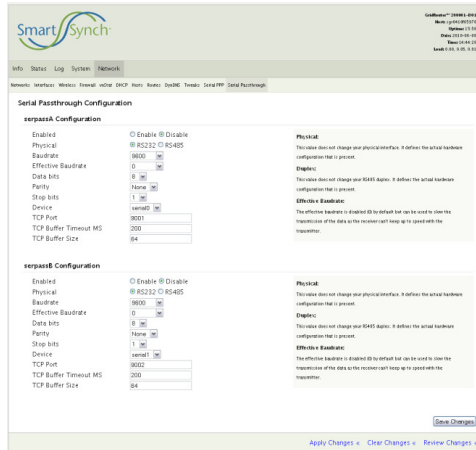 Smart Synch
Info Status Log System Network
Networks Interfaces Wireless Firewall vnStat DHCP Hosts Routes DynDNS Tweaks Serial PPP Serial Passthrough
Serial Passthrough Configuration
serpassA Configuration
Enabled Enable Disable
Physical RS232 RS485
Baudrate 9600
Effective Baudrate 0
Data bits 8
Parity None
Stop bits 1
Device serial0
TCP Port 8001
TCP Buffer Timeout MS 200
TCP Buffer Size 64
Physical:
This value does not change your physical interface. It defines the actual hardware
configuration that is present.
Duplex:
This value does not change your RS485 duplex. It defines the actual hardware
configuration that is present.
Effective Baudrate:
The effective baudrate is disabled (0) by default but can be used to slow the
transmission of the data as the receiver can't keep up to speed with the
transmitter.
serpassB Configuration
Enabled Enable Disable
Physical RS232 RS485
Baudrate 9600
Effective Baudrate 0
Data bits 8
Parity None
Stop bits 1
Device serial1
TCP Port 9002
TCP Buffer Timeout MS 200
TCP Buffer Size 64
Physical:
This value does not change your physical interface. It defines the actual hardware
configuration that is present.
Duplex:
This value does not change your RS485 duplex. It defines the actual hardware
configuration that is present.
Effective Baudrate:
The effective baudrate is disabled (0) by default but can be used to slow the
transmission of the data as the receiver can't keep up to speed with the
transmitter.
Save Changes
Apply Changes « Clear Changes « Review Changes «